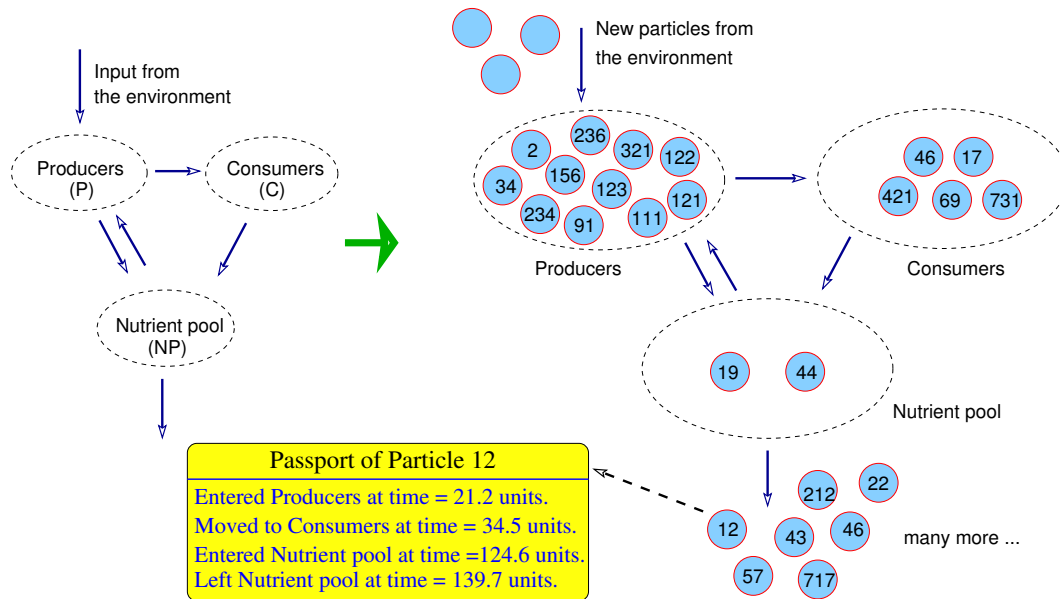 Input from
the environment
Producers
(P)
Consumers
(C)
Nutrient pool
(NP)
New particles from
the environment
236
2
321
122
156
34
123
121
234
91
111
Producers
46
17
421
69
731
Consumers
19
44
Nutrient pool
Passport of Particle 12
Entered Producers at time = 21.2 units.
Moved to Consumers at time = 34.5 units.
Entered Nutrient pool at time =124.6 units.
Left Nutrient pool at time = 139.7 units.
212
22
12
43
46
57
717
many more ...